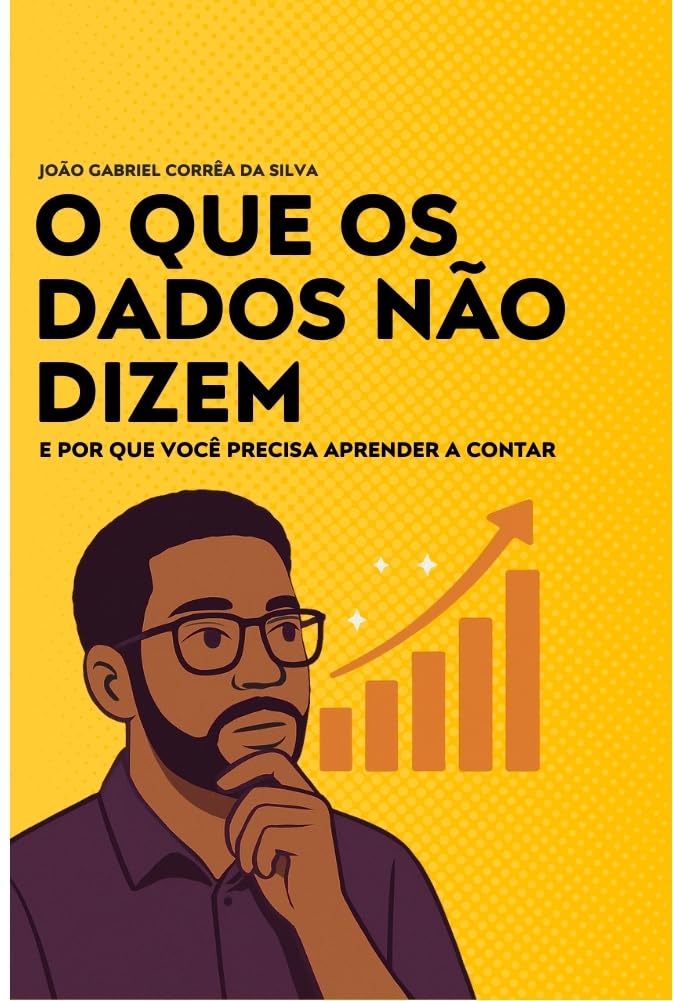 JOÃO GABRIEL CORRÊA DA SILVA
O QUE OS
DADOS NÃO
DIZEM
E POR QUE VOCÊ PRECISA APRENDER A CONTAR